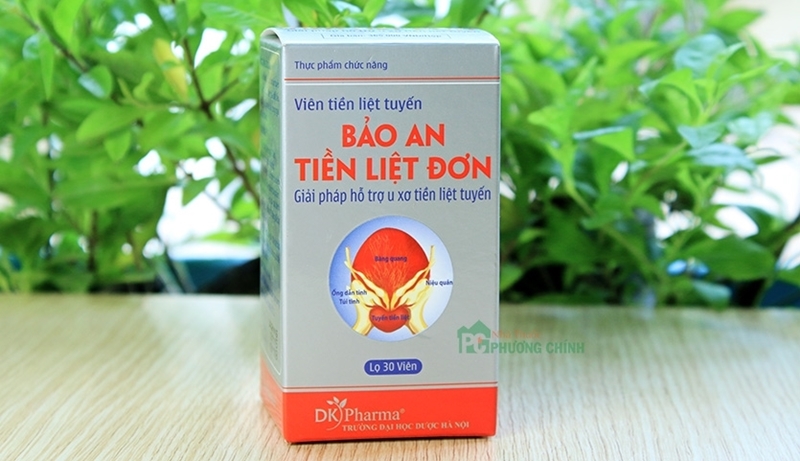 Thực phẩm chức năng
Viên tiền liệt tuyến
BẢO AN
TIỀN LIỆT ĐƠN
Giải pháp hỗ trợ u xơ tiền liệt tuyến
Bàng quang
Ống dẫn tinh
Túi tinh
Niệu quản
Tuyến tiền liệt
Lọ 30 Viên
DK Pharma®
TRƯỜNG ĐẠI HỌC DƯỢC HÀ NỘI
PC PHƯƠNG CHÍNH